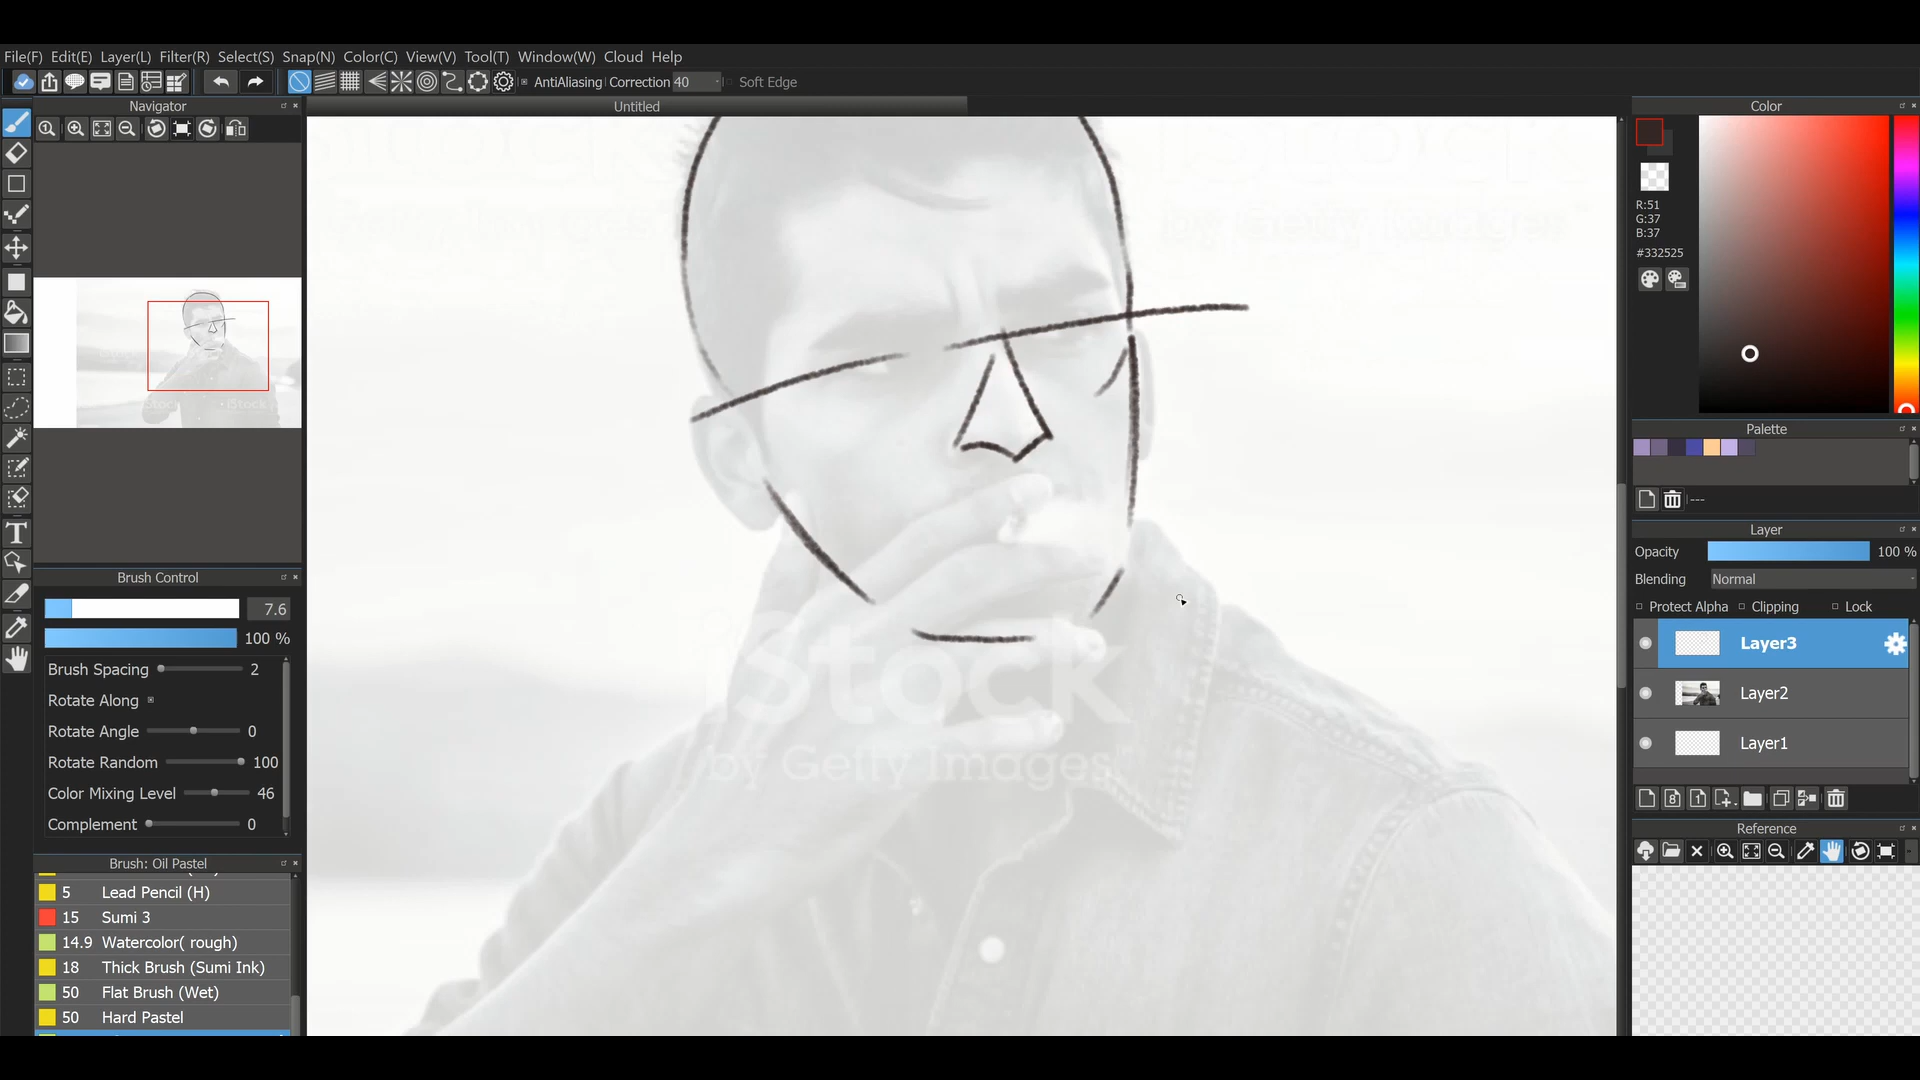 File(F) Edit(E) Layer(L) Filter(R) Select(S) Snap(N) Color(C) View(V) Tool(T) Window(W) Cloud Help
AntiAliasing Correction 40 Soft Edge
Navigator
Untitled
Color
R:51
G:37
B:37
#332525
Palette
---
Layer
Opacity 100 %
Blending Normal
Protect Alpha Clipping Lock
Layer3
Layer2
Layer1
Reference
Brush Control
7.6
100 %
Brush Spacing 2
Rotate Along
Rotate Angle 0
Rotate Random 100
Color Mixing Level 46
Complement 0
Brush: Oil Pastel
5 Lead Pencil (H)
15 Sumi 3
14.9 Watercolor( rough)
18 Thick Brush (Sumi Ink)
50 Flat Brush (Wet)
50 Hard Pastel
iStock
by Getty Images™
by Getty Images